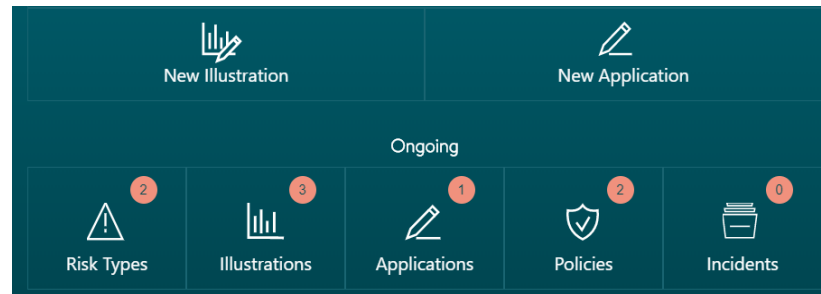 New Illustration
New Application
Ongoing
2
3
1
2
0
Risk Types
Illustrations
Applications
Policies
Incidents